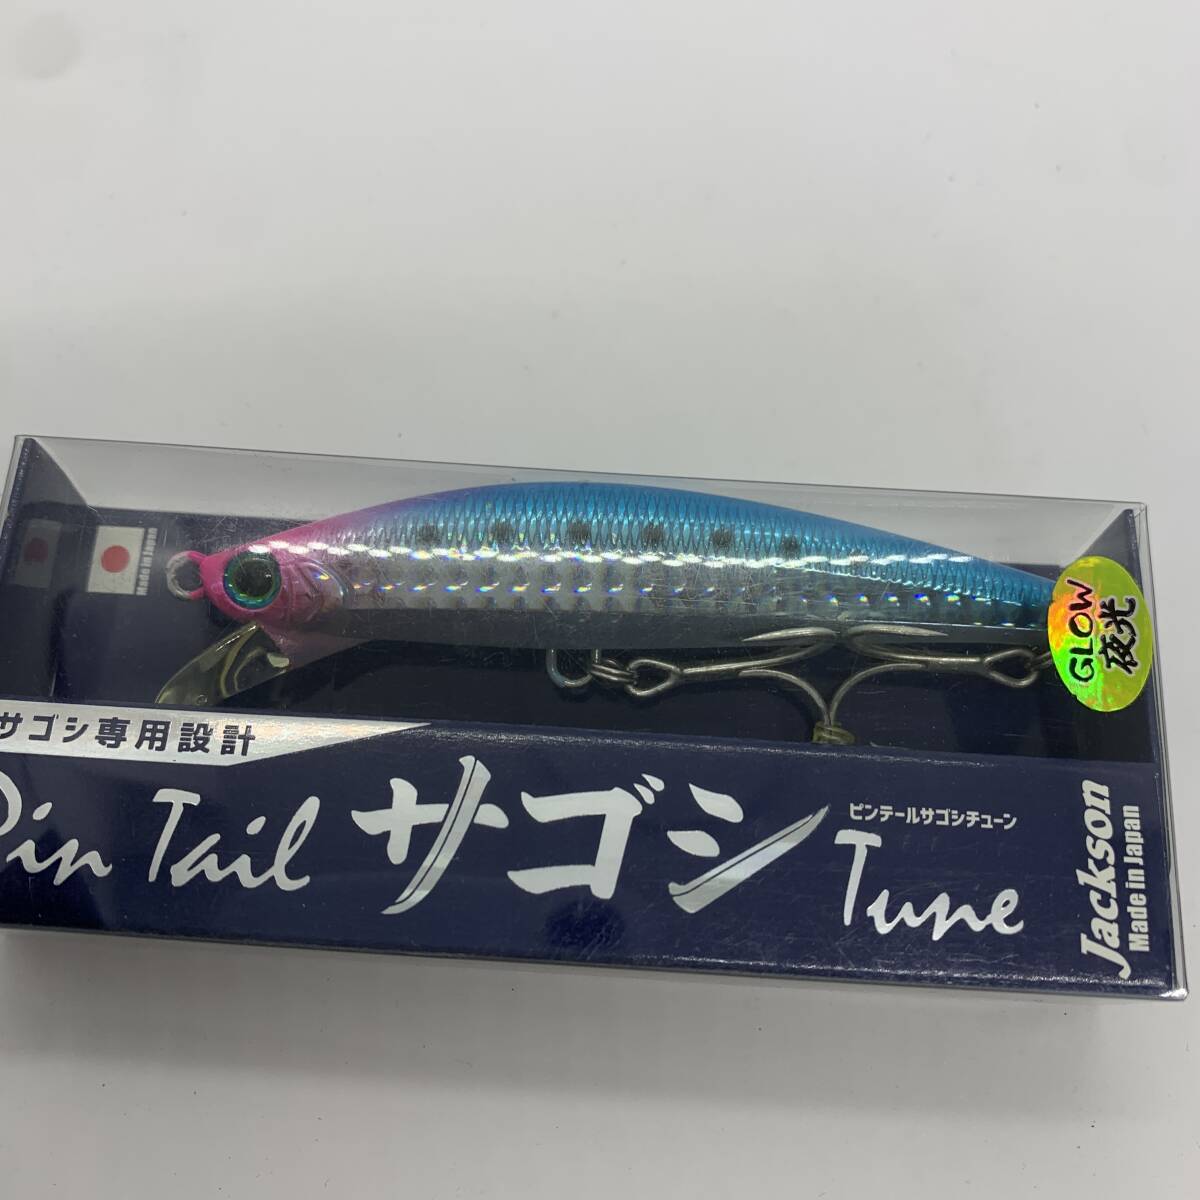 Made in Japan
GLOW
夜光
サゴシ専用設計
Pin Tail サゴシ Tune
ピンテールサゴシチューン
Jackson
Made in Japan